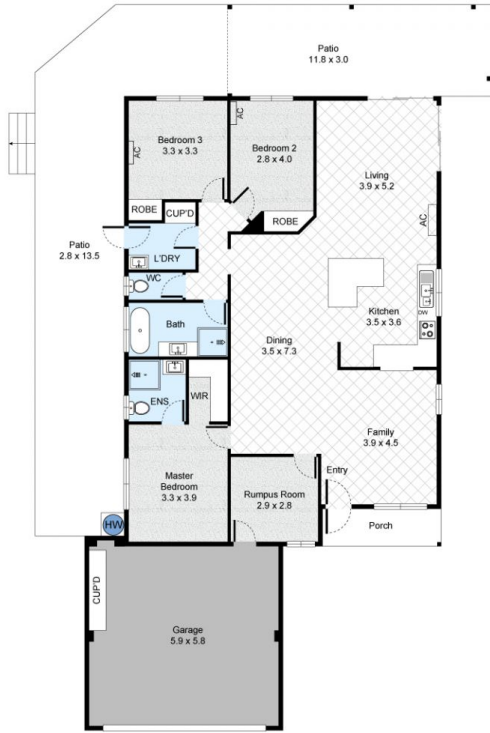 Patio
11.8 x 3.0
AC
Bedroom 3
3.3 x 3.3
AC
Bedroom 2
2.8 x 4.0
Living
3.9 x 5.2
AC
ROBE
CUP'D
ROBE
Patio
2.8 x 13.5
L'DRY
WC
Bath
Kitchen
3.5 x 3.6
DW
Dining
3.5 x 7.3
ENS
WIR
Family
3.9 x 4.5
Master
Bedroom
3.3 x 3.9
Rumpus Room
2.9 x 2.8
Entry
Porch
HW
CUP'D
Garage
5.9 x 5.8